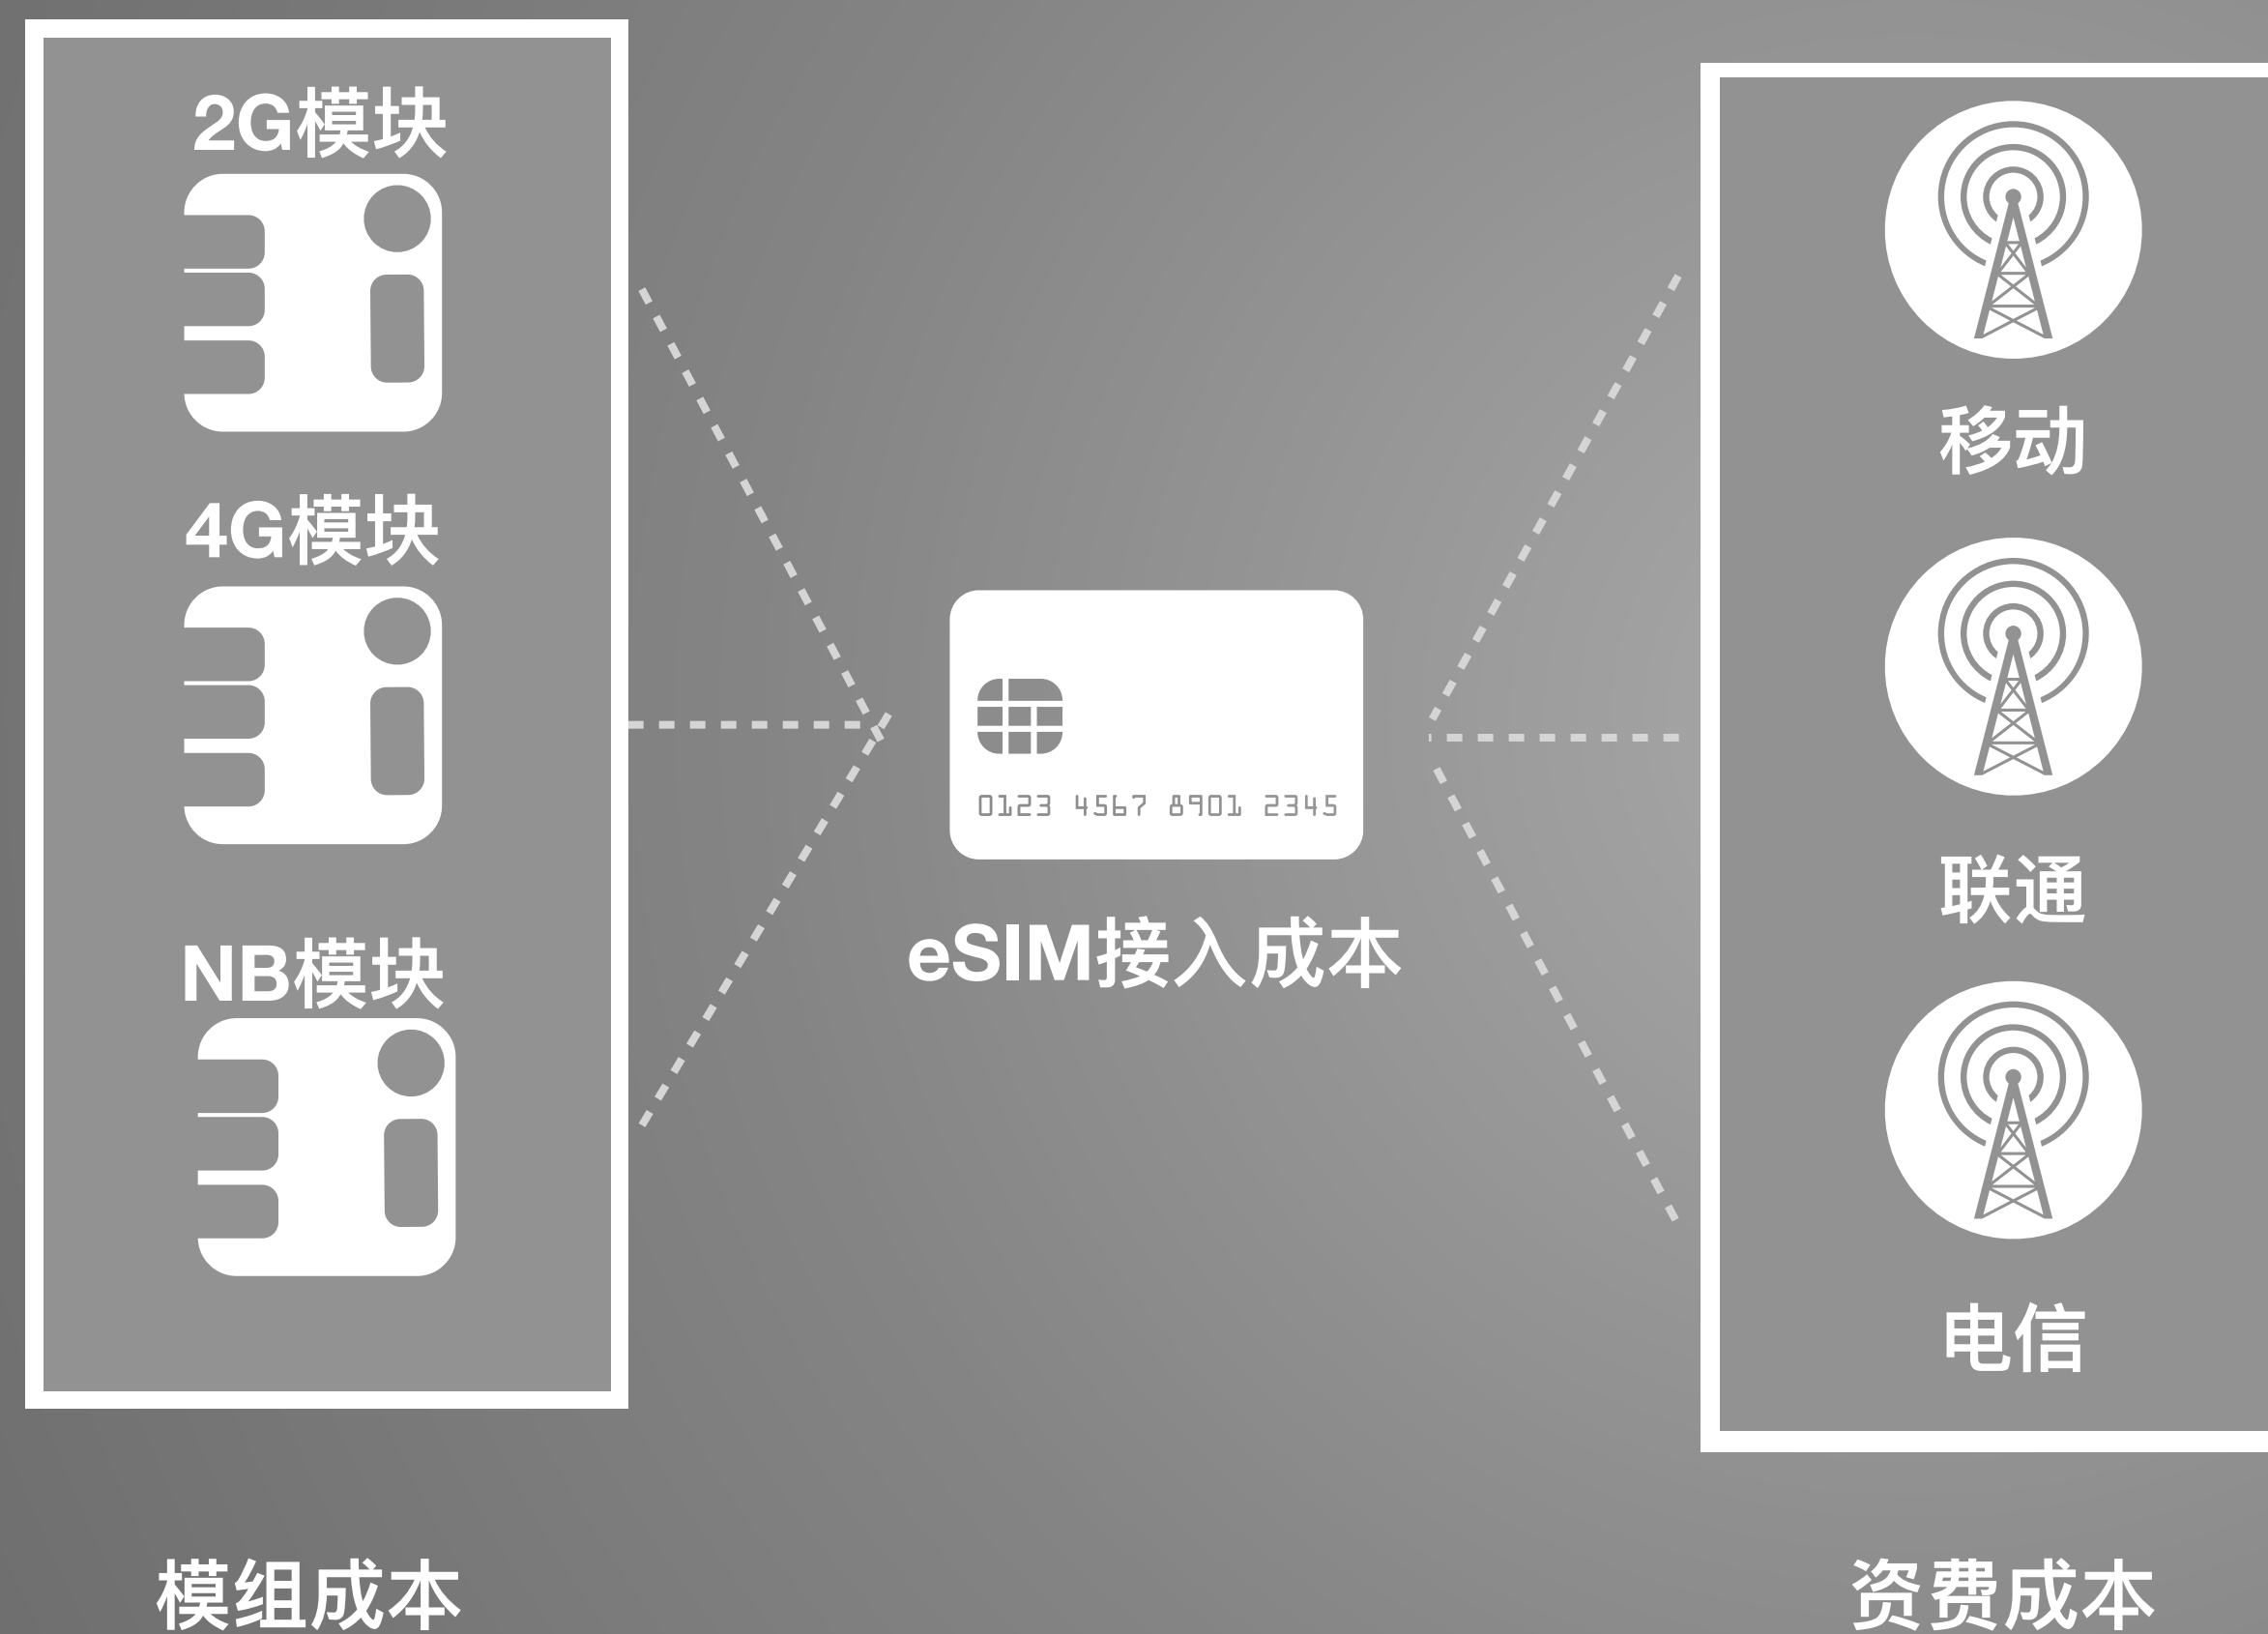 2G模块
4G模块
NB模块
模组成本
0123 4567 8901 2345
eSIM接入成本
移动
联通
电信
资费成本